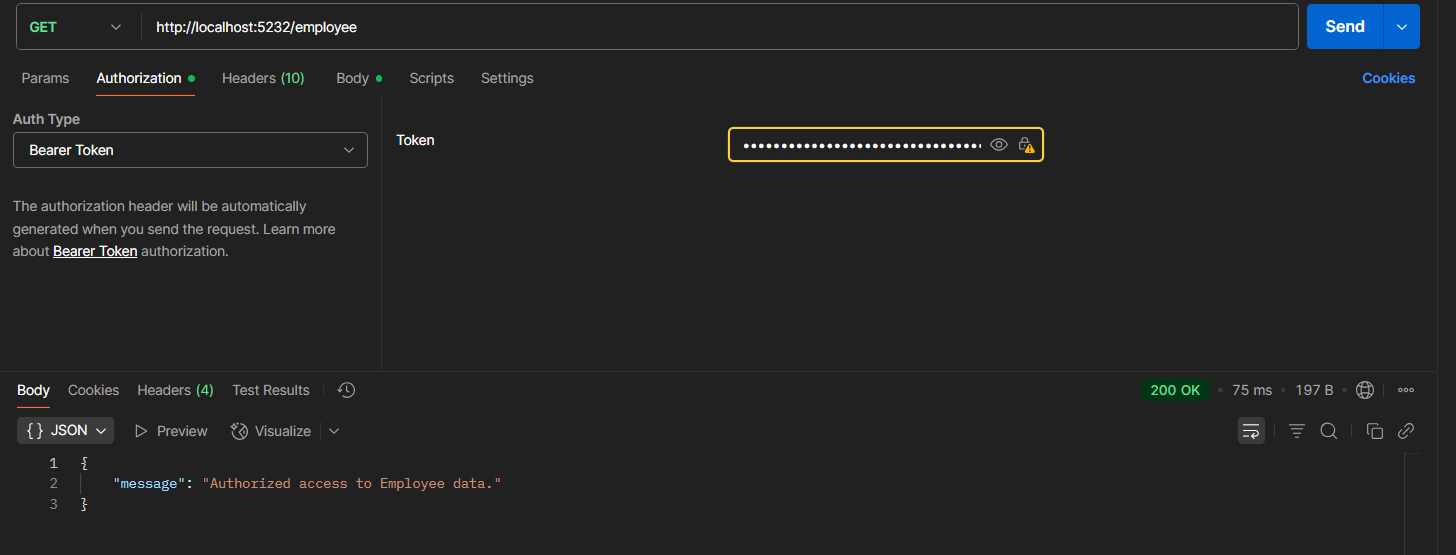 GET http://localhost:5232/employee Send
Params Authorization Headers (10) Body Scripts Settings Cookies
Auth Type
Bearer Token
The authorization header will be automatically
generated when you send the request. Learn more
about Bearer Token authorization.
Token
Body Cookies Headers (4) Test Results 200 OK • 75 ms • 197 B •
{} JSON Preview Visualize
1 {
2 "message": "Authorized access to Employee data."
3 }